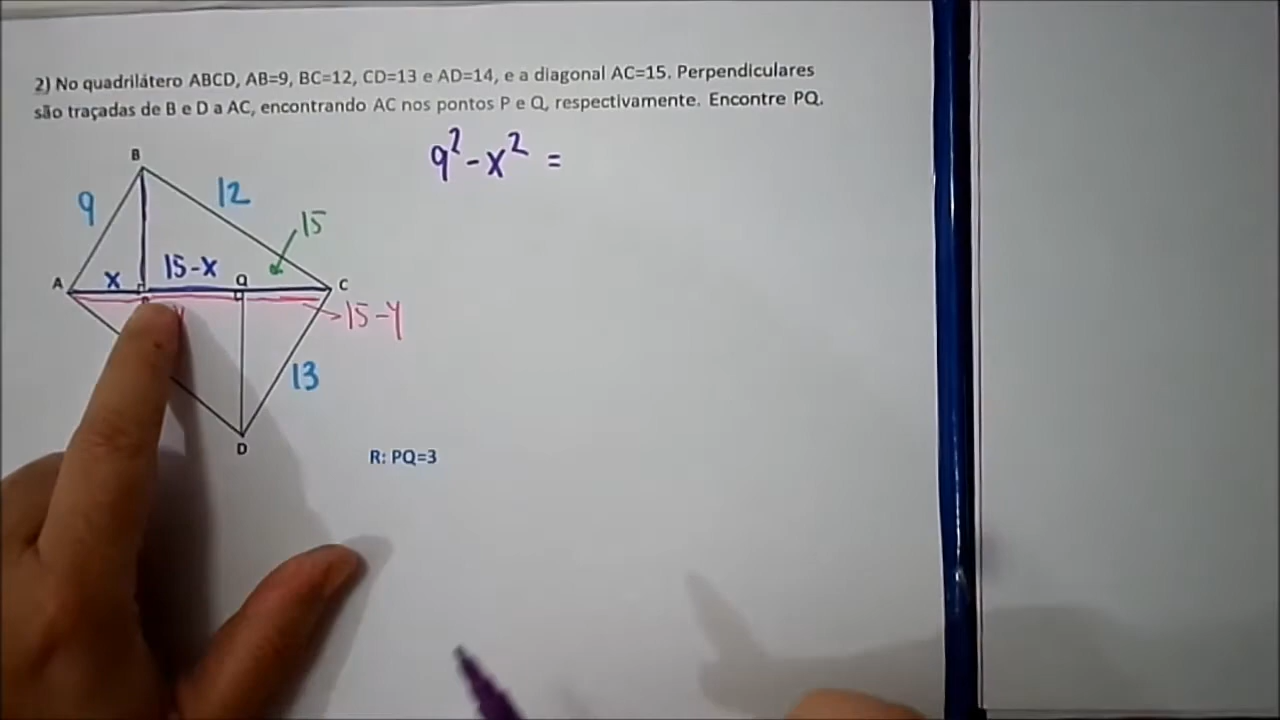 2) No quadrilátero ABCD, AB=9, BC=12, CD=13 e AD=14, e a diagonal AC=15. Perpendiculares
são traçadas de B e D a AC, encontrando AC nos pontos P e Q, respectivamente. Encontre PQ.
9² - x² =
B
9
12
15
A
x
15-x
Q
C
15-y
13
D
R: PQ=3